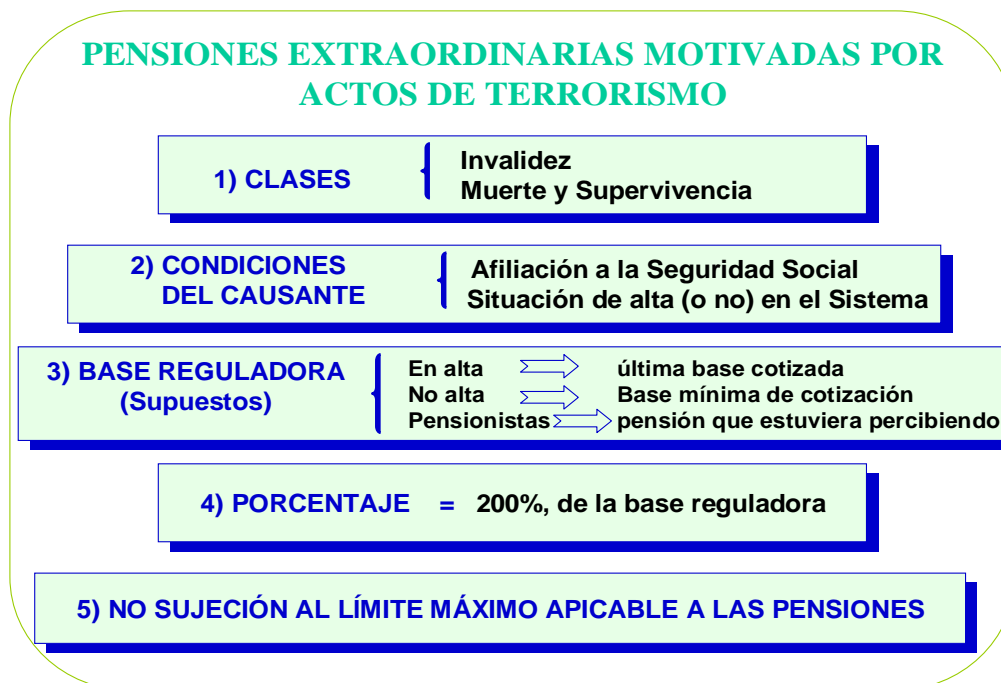 PENSIONES EXTRAORDINARIAS MOTIVADAS POR
ACTOS DE TERRORISMO
1) CLASES
Invalidez
Muerte y Supervivencia
2) CONDICIONES
DEL CAUSANTE
Afiliación a la Seguridad Social
Situación de alta (o no) en el Sistema
3) BASE REGULADORA
(Supuestos)
En alta última base cotizada
No alta Base mínima de cotización
Pensionistas pensión que estuviera percibiendo
4) PORCENTAJE = 200%, de la base reguladora
5) NO SUJECIÓN AL LÍMITE MÁXIMO APICABLE A LAS PENSIONES